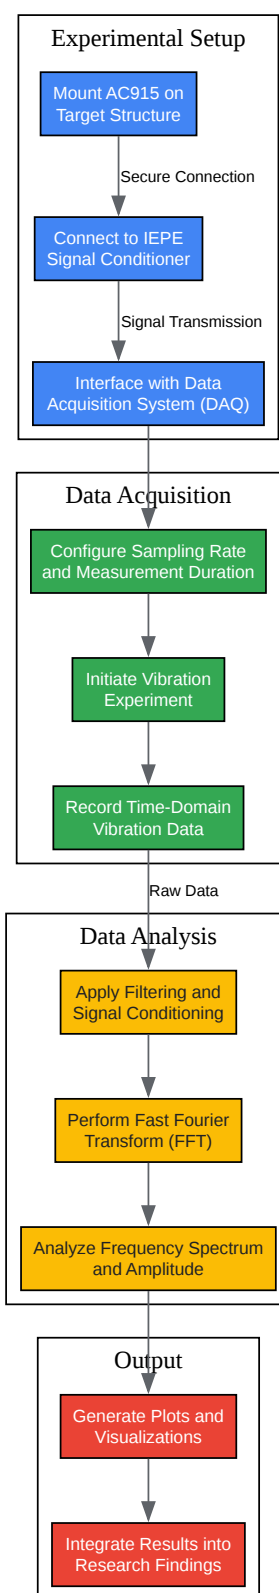 Experimental Setup
Mount AC915 on
Target Structure
Secure Connection
Connect to IEPE
Signal Conditioner
Signal Transmission
Interface with Data
Acquisition System (DAQ)
Data Acquisition
Configure Sampling Rate
and Measurement Duration
Initiate Vibration
Experiment
Record Time-Domain
Vibration Data
Raw Data
Data Analysis
Apply Filtering and
Signal Conditioning
Perform Fast Fourier
Transform (FFT)
Analyze Frequency Spectrum
and Amplitude
Output
Generate Plots and
Visualizations
Integrate Results into
Research Findings